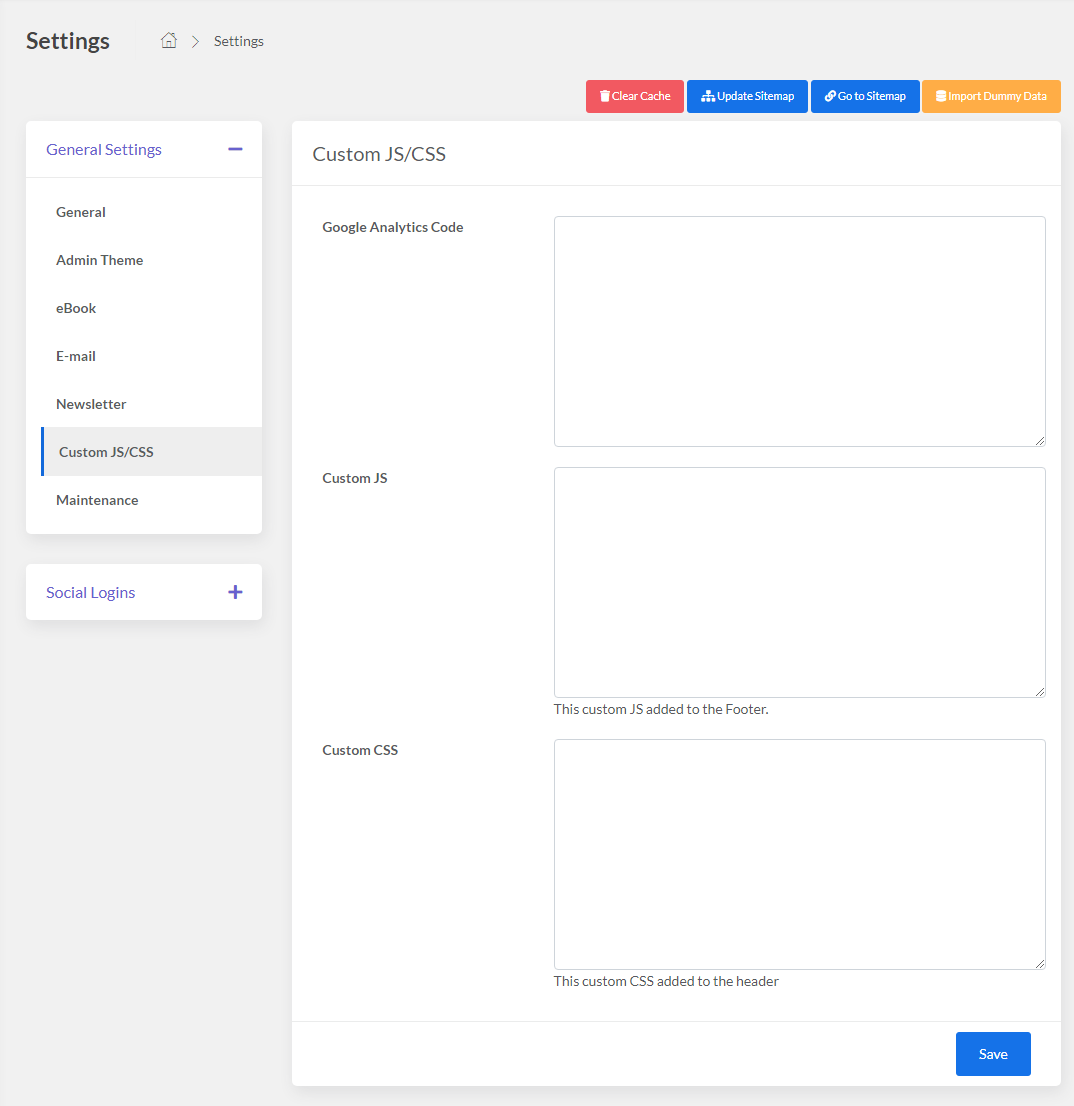 Settings
Settings
Clear Cache
Update Sitemap
Go to Sitemap
Import Dummy Data
General Settings
General
Admin Theme
eBook
E-mail
Newsletter
Custom JS/CSS
Maintenance
Social Logins
Custom JS/CSS
Google Analytics Code
Custom JS
This custom JS added to the Footer.
Custom CSS
This custom CSS added to the header
Save